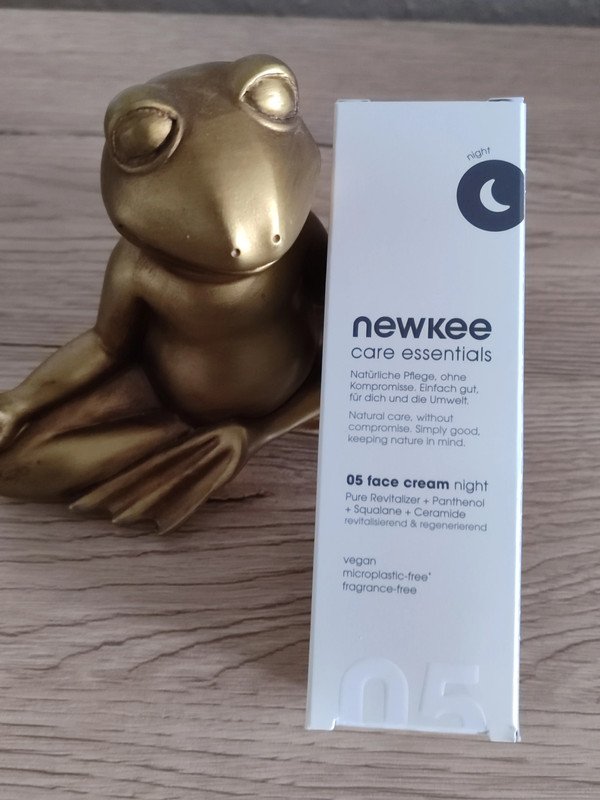 night
newkee
care essentials
Natürliche Pflege, ohne
Kompromisse. Einfach gut,
für dich und die Umwelt.
Natural care, without
compromise. Simply good,
keeping nature in mind.
05 face cream night
Pure Revitalizer + Panthenol
+ Squalane + Ceramide
revitalisierend & regenerierend
vegan
microplastic-free*
fragrance-free
05